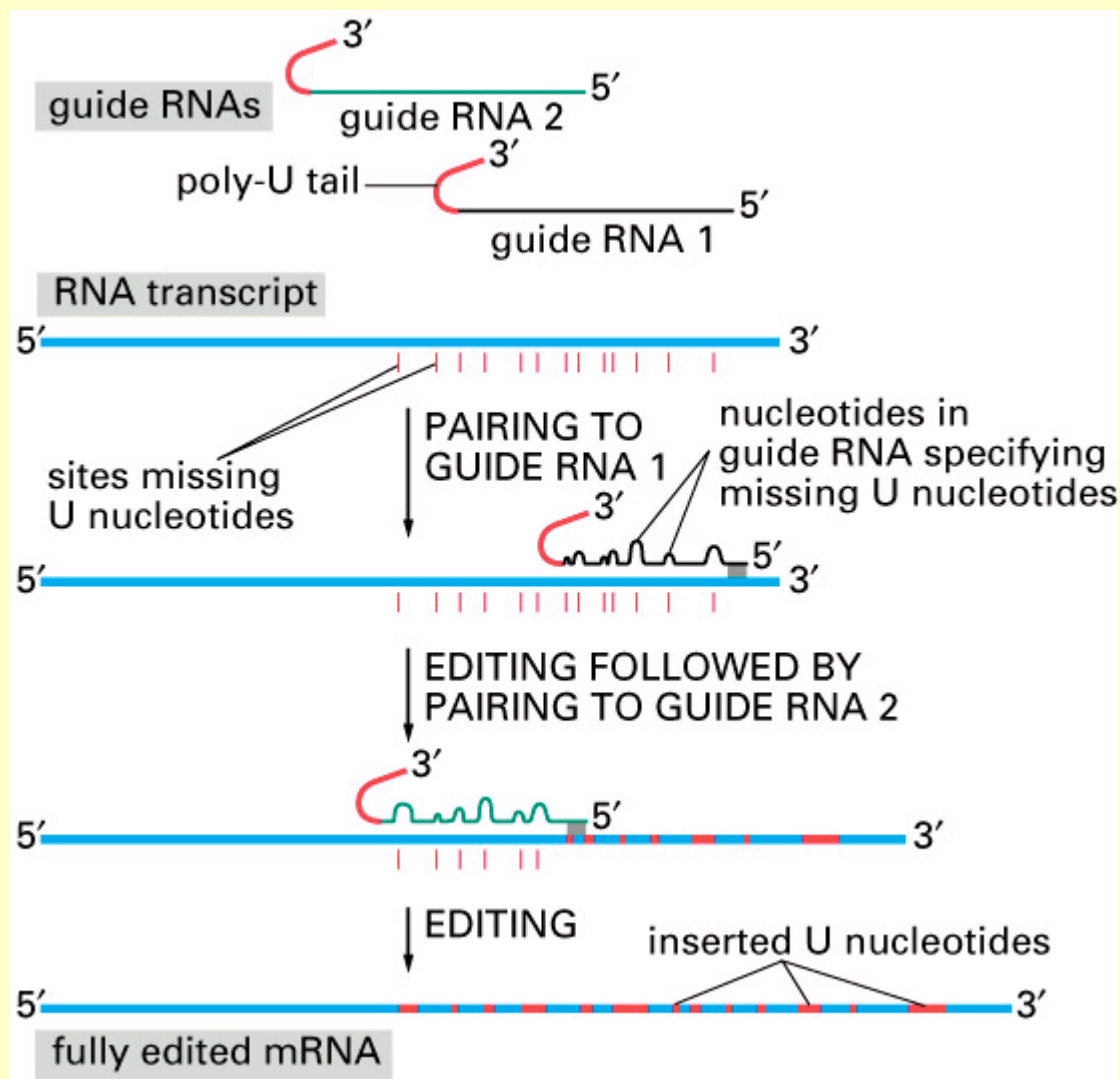 3′
5′
guide RNAs
guide RNA 2
3′
poly-U tail
5′
guide RNA 1
RNA transcript
5′
3′
sites missing
U nucleotides
PAIRING TO
GUIDE RNA 1
nucleotides in
guide RNA specifying
missing U nucleotides
3′
5′
5′
3′
EDITING FOLLOWED BY
PAIRING TO GUIDE RNA 2
3′
5′
5′
3′
EDITING
inserted U nucleotides
5′
3′
fully edited mRNA